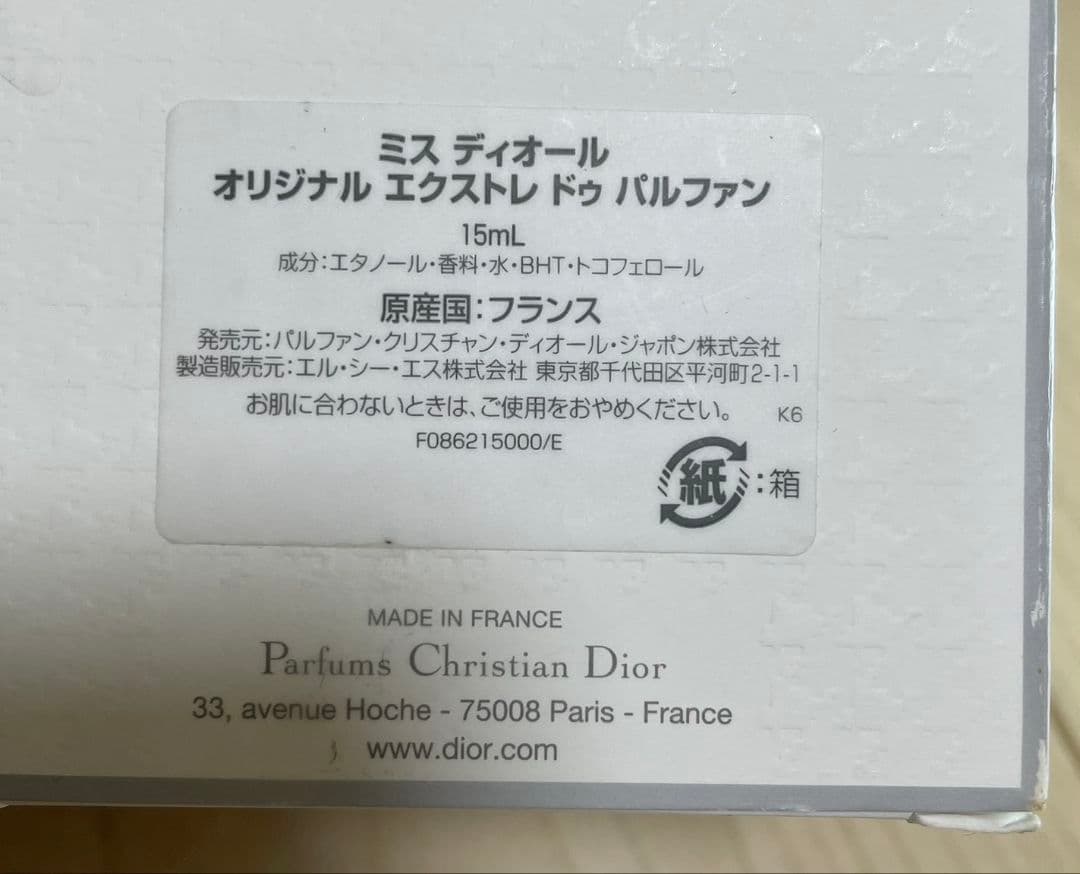 ミス ディオール
オリジナル エクストレ ドゥ パルファン
15mL
成分:エタノール・香料・水・BHT・トコフェロール
原産国:フランス
発売元:パルファン・クリスチャン・ディオール・ジャポン株式会社
製造販売元:エル・シー・エス株式会社 東京都千代田区平河町2-1-1
お肌に合わないときは、ご使用をおやめください。 K6
F086215000/E
紙:箱
MADE IN FRANCE
Parfums Christian Dior
33, avenue Hoche - 75008 Paris - France
www.dior.com